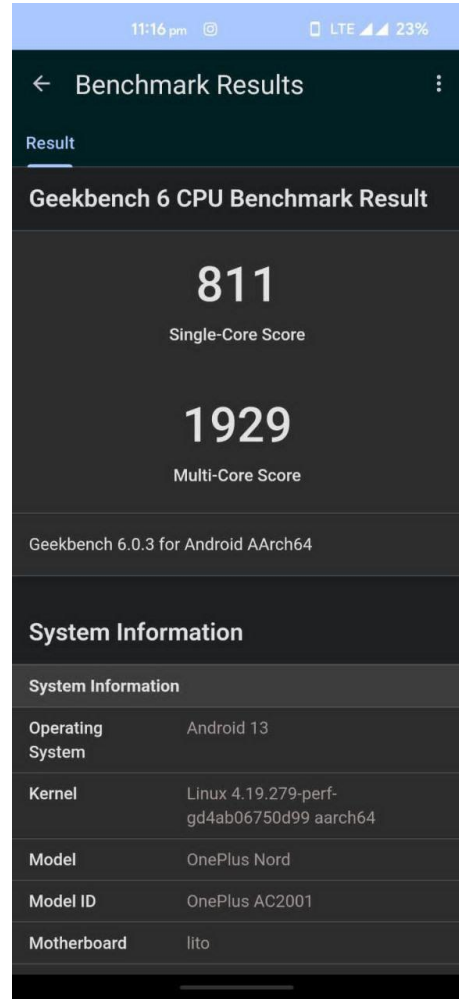 11:16 pm LTE 23%
Benchmark Results
Result
Geekbench 6 CPU Benchmark Result
811
Single-Core Score
1929
Multi-Core Score
Geekbench 6.0.3 for Android AArch64
System Information
System Information
Operating System Android 13
Kernel Linux 4.19.279-perf-
gd4ab06750d99 aarch64
Model OnePlus Nord
Model ID OnePlus AC2001
Motherboard lito